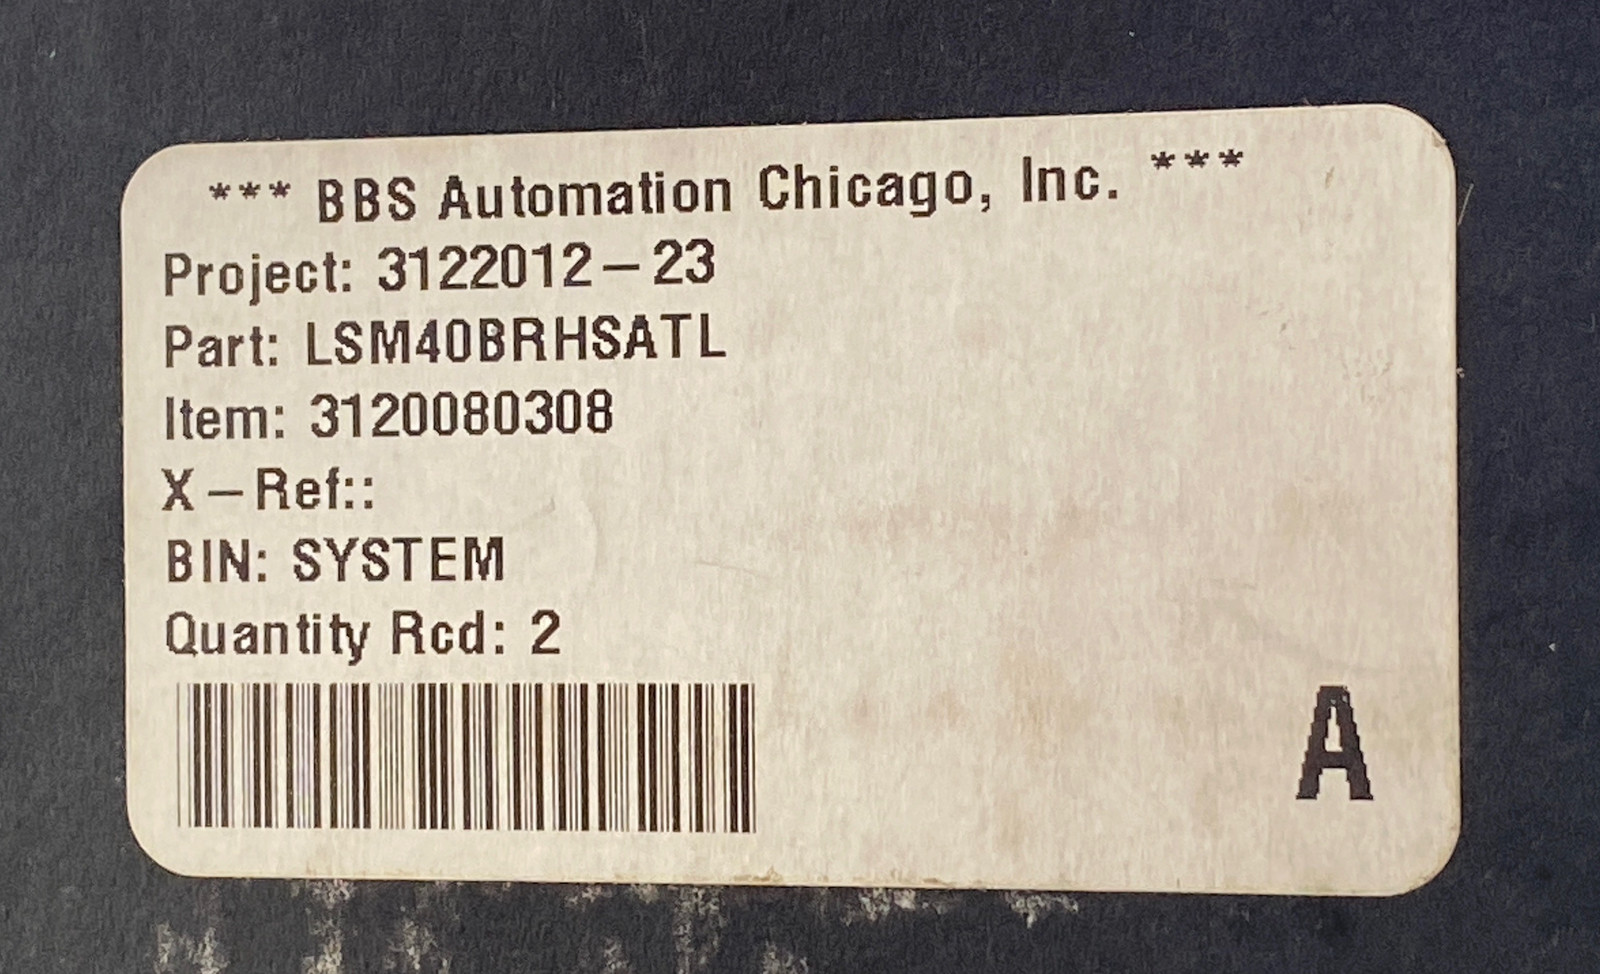 *** BBS Automation Chicago, Inc. ***
Project: 3122012-23
Part: LSM40BRHSATL
Item: 3120080308
X-Ref::
BIN: SYSTEM
Quantity Rcd: 2
A